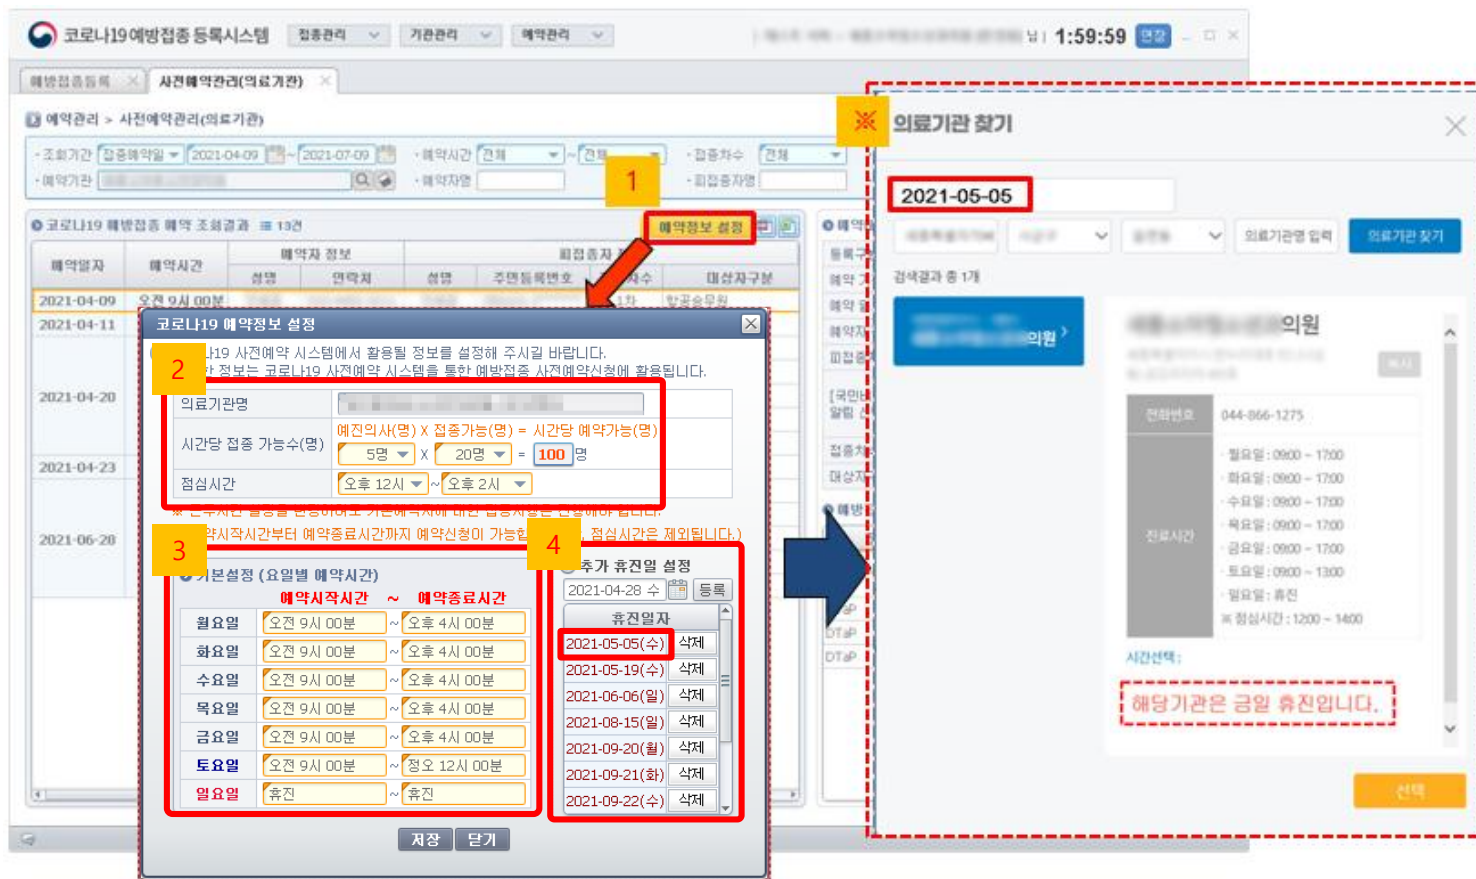 코로나19예방접종등록시스템 접종관리 기관관리 예약관리 님 | 1:59:59 연장
예방접종등록 사전예약관리(의료기관)
예약관리 > 사전예약관리(의료기관)
조회기간 접종예약일 2021-04-09 ~ 2021-07-09 예약시간 전체 ~ 전체 접종차수 전체
예약기관 예약자명 피접종자명
1
코로나19 예방접종 예약 조회결과 13건 예약정보 설정
예약일자 예약시간 예약자 정보
성명 연락처 성명 주민등록번호 대상자구분
2021-04-09 오전 9시 00분 1차 항공승무원
2021-04-11
2021-04-20
2021-04-23
2021-06-28
코로나19 예약정보 설정
사전예약 시스템에서 활용될 정보를 설정해 주시길 바랍니다.
정보는 코로나19 사전예약 시스템을 통한 예방접종 사전예약신청에 활용됩니다.
2
의료기관명
시간당 접종 가능수(명) 예진의사(명) X 접종가능(명) = 시간당 예약가능(명)
5명 X 20명 = 100 명
점심시간 오후 12시 ~ 오후 2시
예약종료시간까지 예약신청이 점심시간은 제외됩니다.)
3
기본설정 (요일별 예약시간)
예약시작시간 ~ 예약종료시간
월요일 오전 9시 00분 ~ 오후 4시 00분
화요일 오전 9시 00분 ~ 오후 4시 00분
수요일 오전 9시 00분 ~ 오후 4시 00분
목요일 오전 9시 00분 ~ 오후 4시 00분
금요일 오전 9시 00분 ~ 오후 4시 00분
토요일 오전 9시 00분 ~ 정오 12시 00분
일요일 휴진 ~ 휴진
4
추가 휴진일 설정
2021-04-28 수 등록
휴진일자
2021-05-05(수) 삭제
2021-05-19(수) 삭제
2021-06-06(일) 삭제
2021-08-15(일) 삭제
2021-09-20(월) 삭제
2021-09-21(화) 삭제
2021-09-22(수) 삭제
저장 닫기
DTaP
DTaP
※ 의료기관 찾기
2021-05-05
의료기관명 입력 의료기관 찾기
검색결과 총 1개
의원
의원
전화번호 044-866-1275
진료시간
월요일 : 09:00 ~ 17:00
화요일 : 09:00 ~ 17:00
수요일 : 09:00 ~ 17:00
목요일 : 09:00 ~ 17:00
금요일 : 09:00 ~ 17:00
토요일 : 09:00 ~ 13:00
일요일 : 휴진
※ 점심시간 : 12:00 ~ 14:00
시간선택 :
해당기관은 금일 휴진입니다.
선택